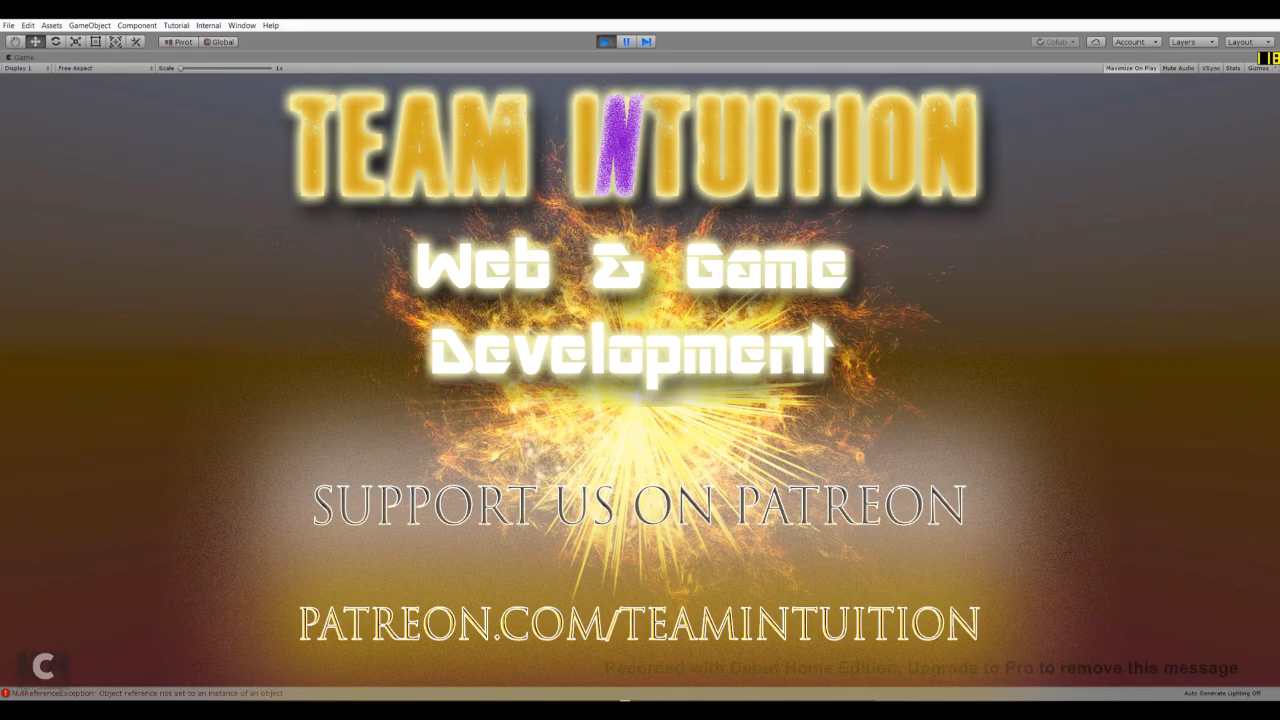 File Edit Assets GameObject Component Tutorial Internal Window Help
Pivot Global Collab Account Layers Layout
Game
Display 1 Free Aspect Scale 1x Maximize On Play Mute Audio VSync Stats Gizmos
TEAM INTUITION
Web & Game
Development
SUPPORT US ON PATREON
PATREON.COM/TEAMINTUITION
C
Recorded with Debut Home Edition. Upgrade to Pro to remove this message
NullReferenceException: Object reference not set to an instance of an object
Auto Generate Lighting Off